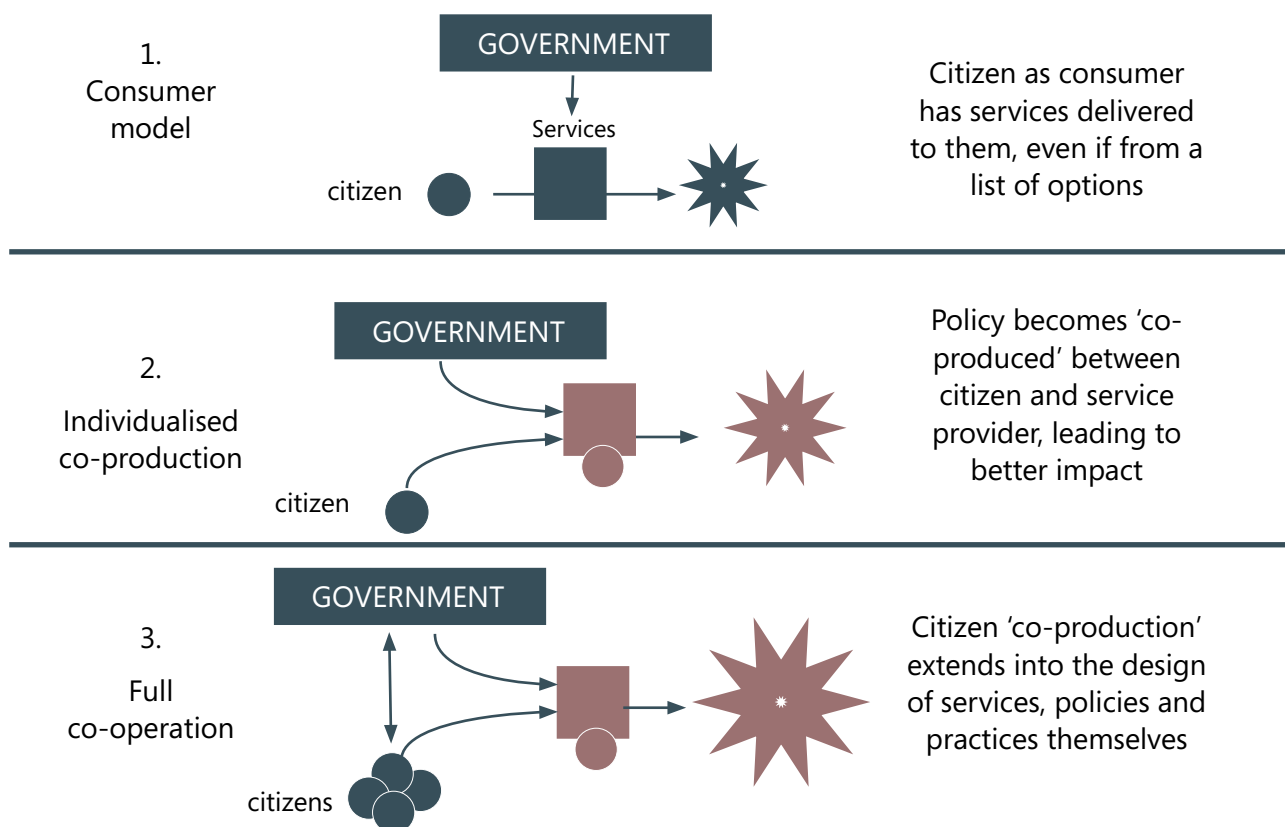 1.
Consumer
model
GOVERNMENT
Services
citizen
Citizen as consumer
has services delivered
to them, even if from a
list of options
2.
Individualised
co-production
GOVERNMENT
citizen
Policy becomes ‘co-
produced’ between
citizen and service
provider, leading to
better impact
3.
Full
co-operation
GOVERNMENT
citizens
Citizen ‘co-production’
extends into the design
of services, policies and
practices themselves